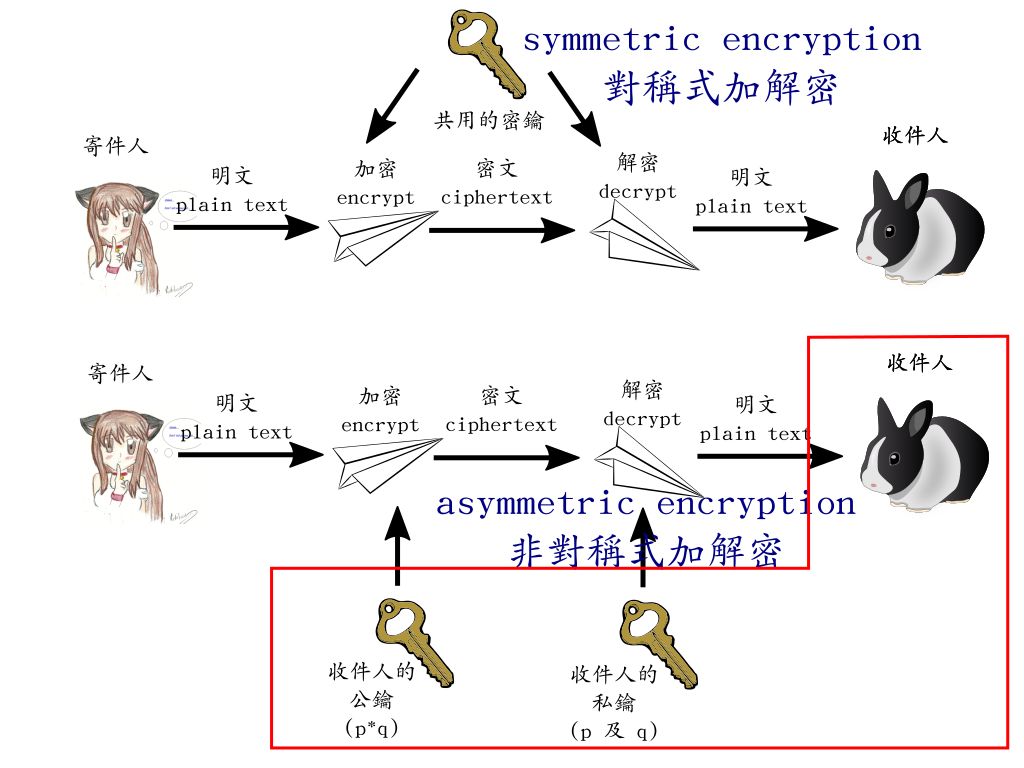 symmetric encryption
對稱式加解密
共用的密鑰
寄件人
明文
plain text
加密
encrypt
密文
ciphertext
解密
decrypt
明文
plain text
收件人
寄件人
明文
plain text
加密
encrypt
密文
ciphertext
解密
decrypt
明文
plain text
收件人
asymmetric encryption
非對稱式加解密
收件人的
公鑰
(p*q)
收件人的
私鑰
(p 及 q)